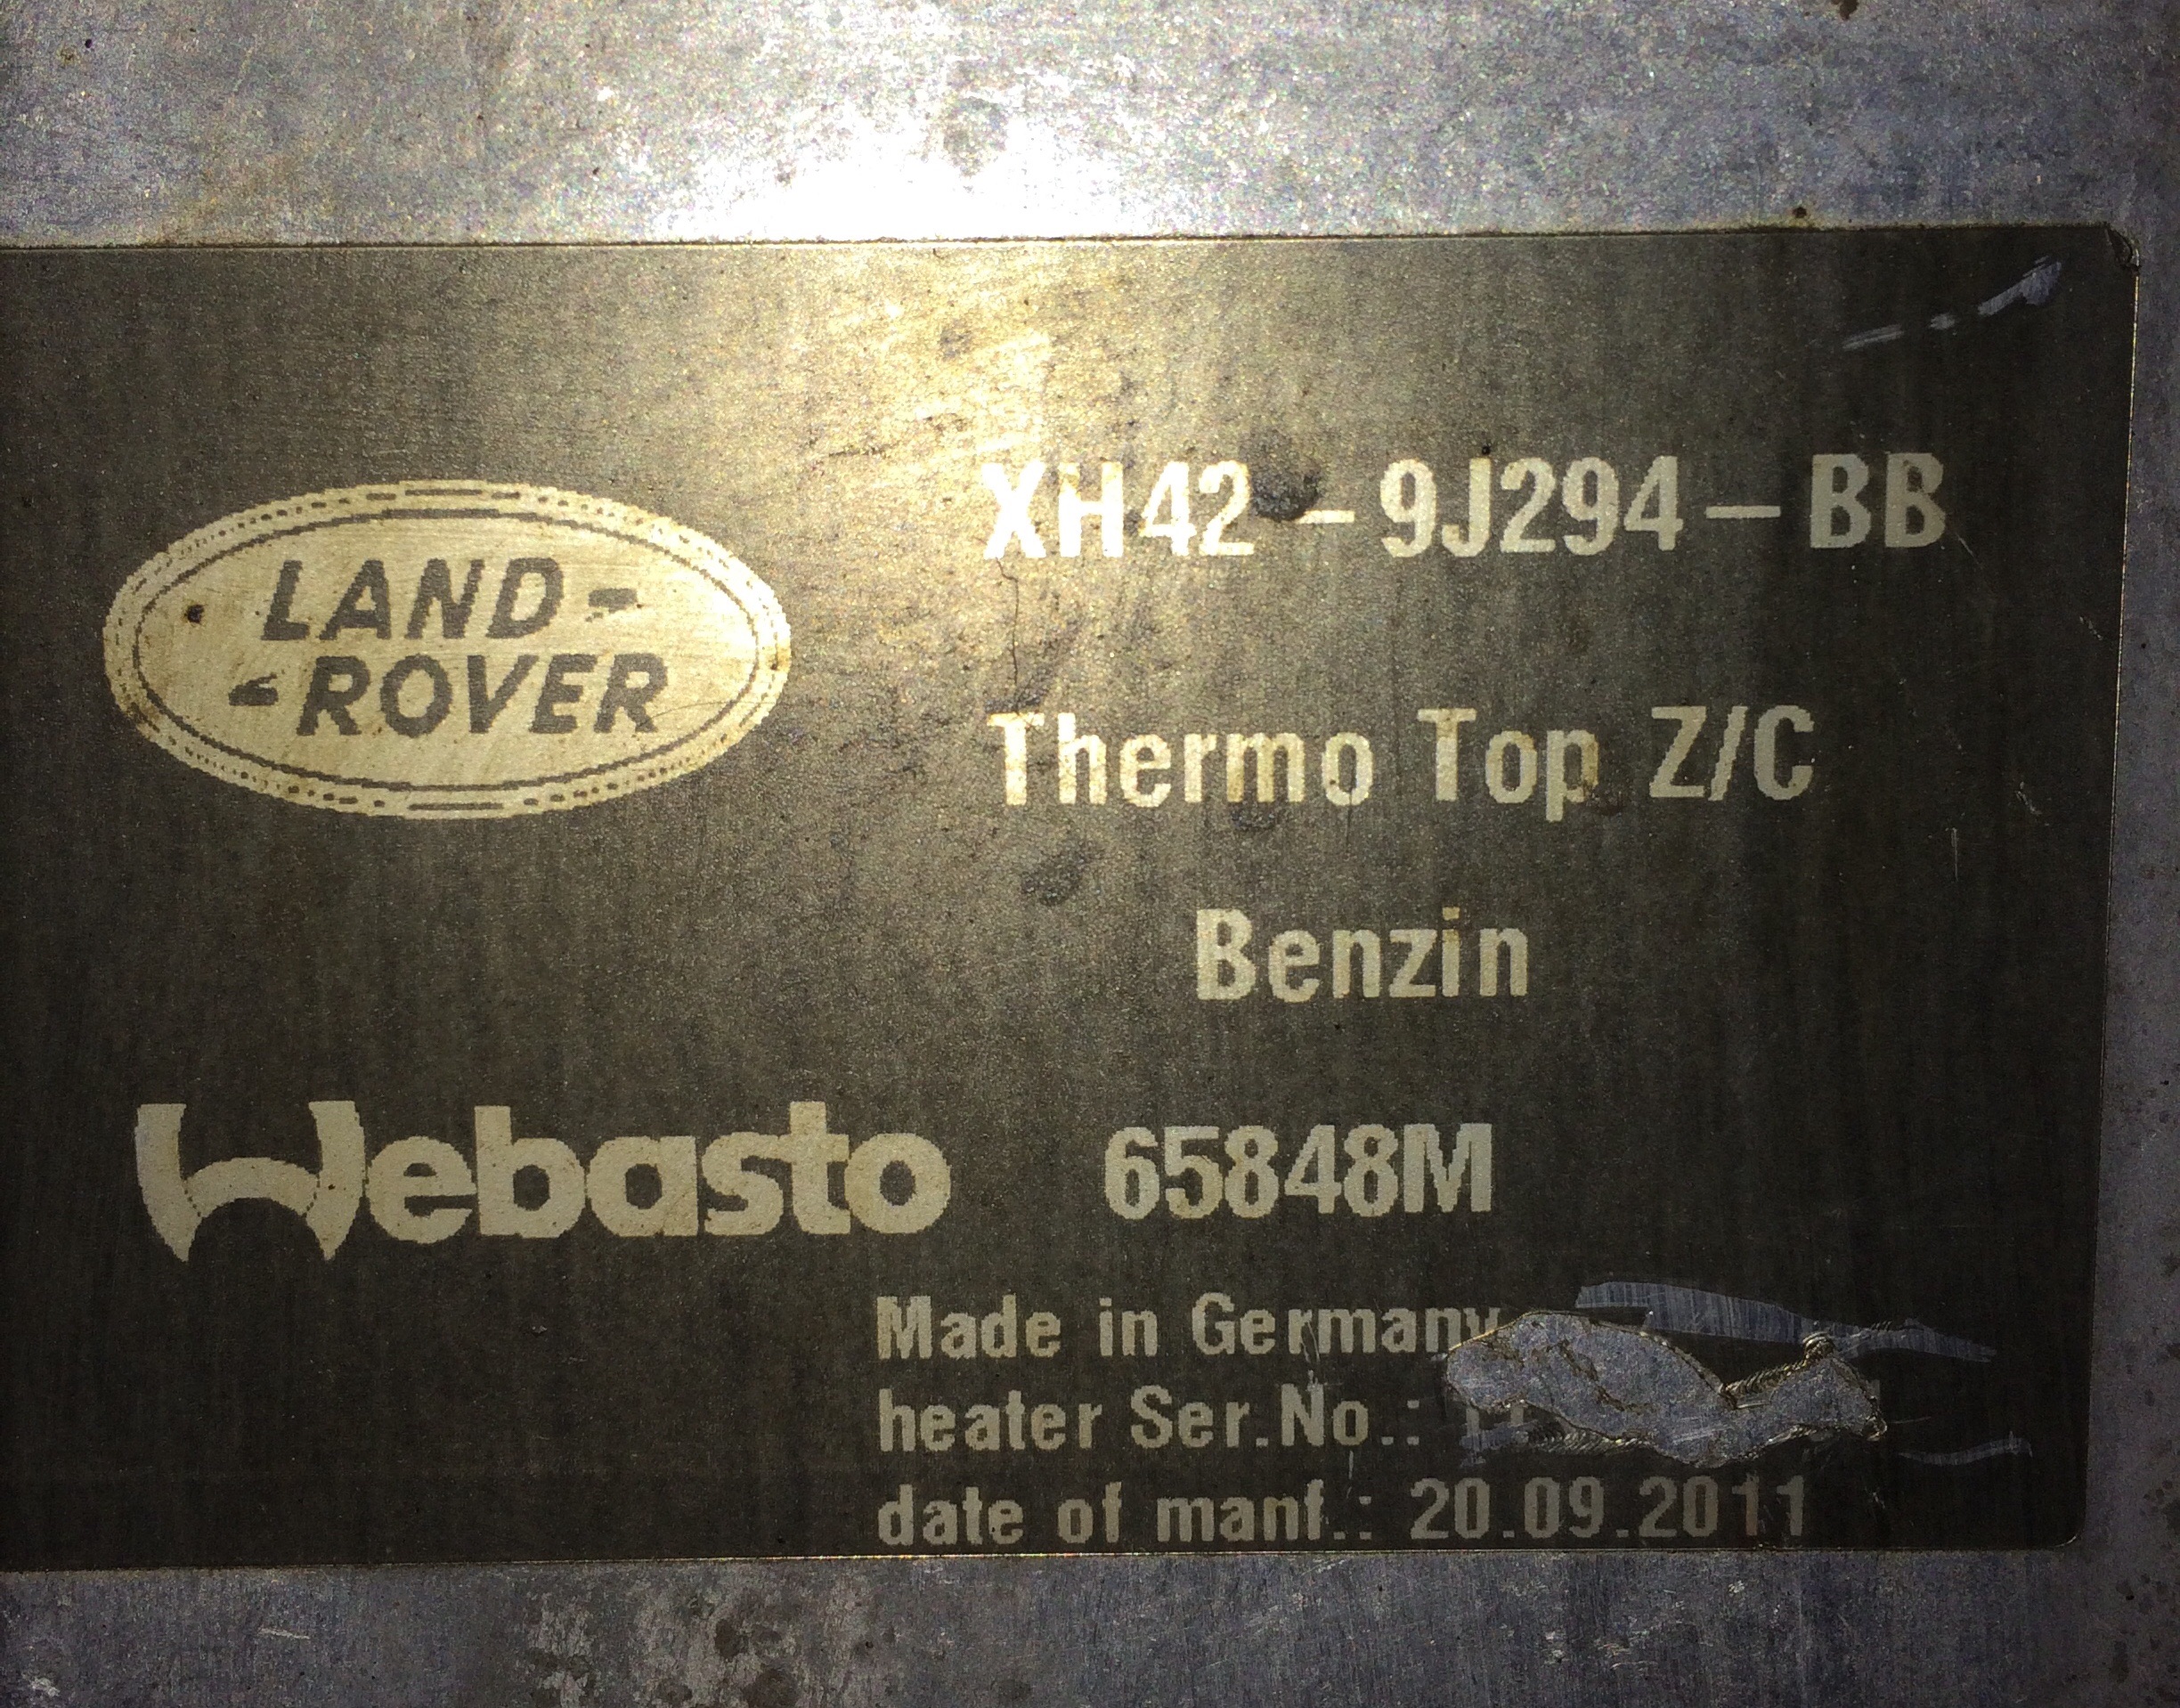 LAND-
-ROVER
XH42-9J294-BB
Thermo Top Z/C
Benzin
Webasto 65848M
Made in Germany
heater Ser.No.:
date of manf.: 20.09.2011